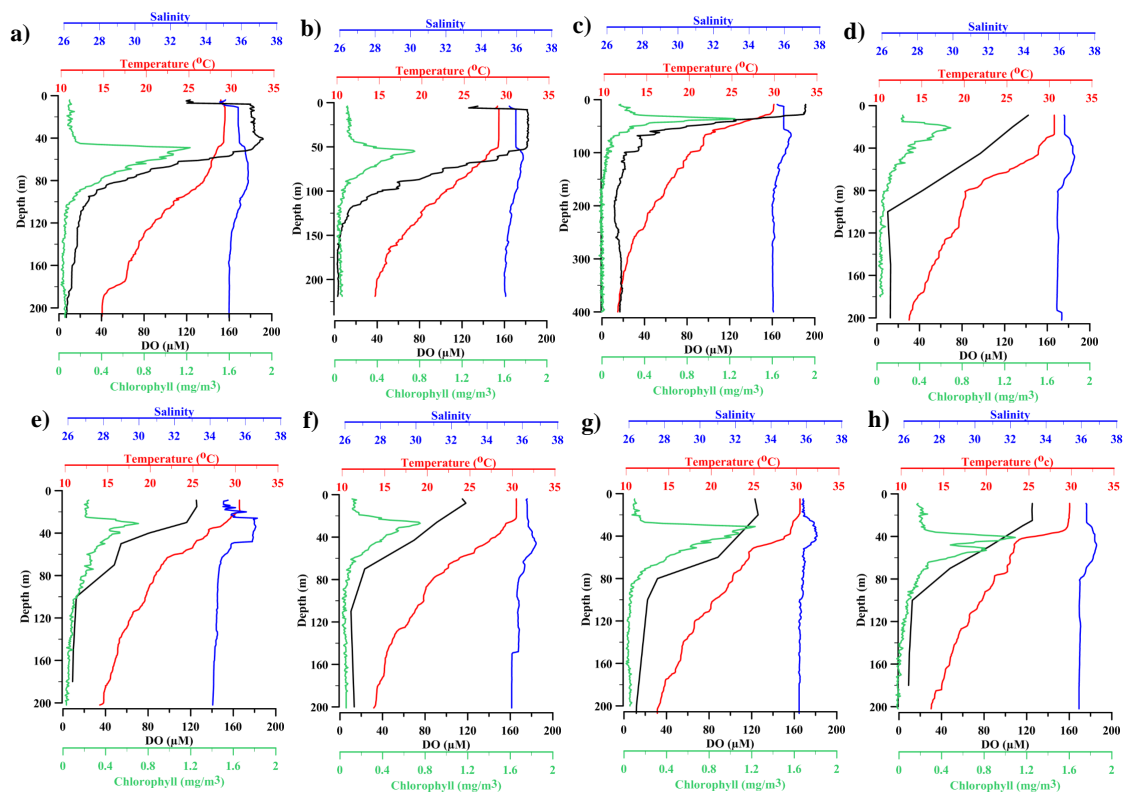 a)
Salinity
26 28 30 32 34 36 38
Temperature (⁰C)
10 15 20 25 30 35
0
40
80
120
160
200
Depth (m)
0 40 80 120 160 200
DO (µM)
0 0.4 0.8 1.2 1.6 2
Chlorophyll (mg/m³)
b)
Salinity
26 28 30 32 34 36 38
Temperature (⁰C)
10 15 20 25 30 35
0
50
100
150
200
Depth (m)
0 40 80 120 160 200
DO (µM)
0 0.4 0.8 1.2 1.6 2
Chlorophyll (mg/m³)
c)
Salinity
26 28 30 32 34 36 38
Temperature (⁰C)
10 15 20 25 30 35
0
100
200
300
400
Depth (m)
0 40 80 120 160 200
DO (µM)
0 0.4 0.8 1.2 1.6 2
Chlorophyll (mg/m³)
d)
Salinity
26 28 30 32 34 36 38
Temperature (⁰C)
10 15 20 25 30 35
0
40
80
120
160
200
Depth (m)
0 40 80 120 160 200
DO (µM)
0 0.4 0.8 1.2 1.6 2
Chlorophyll (mg/m³)
e)
Salinity
26 28 30 32 34 36 38
Temperature (⁰C)
10 15 20 25 30 35
0
40
80
120
160
200
Depth (m)
0 40 80 120 160 200
DO (µM)
0 0.4 0.8 1.2 1.6 2
Chlorophyll (mg/m³)
f)
Salinity
26 28 30 32 34 36 38
Temperature (⁰C)
10 15 20 25 30 35
0
40
80
120
160
200
Depth (m)
0 40 80 120 160 200
DO (µM)
0 0.4 0.8 1.2 1.6 2
Chlorophyll (mg/m³)
g)
Salinity
26 28 30 32 34 36 38
Temperature (⁰C)
10 15 20 25 30 35
0
40
80
120
160
200
Depth (m)
0 40 80 120 160 200
DO (µM)
0 0.4 0.8 1.2 1.6 2
Chlorophyll (mg/m³)
h)
Salinity
26 28 30 32 34 36 38
Temperature (⁰c)
10 15 20 25 30 35
0
40
80
120
160
200
Depth (m)
0 40 80 120 160 200
DO (µM)
0 0.4 0.8 1.2 1.6 2
Chlorophyll (mg/m³)